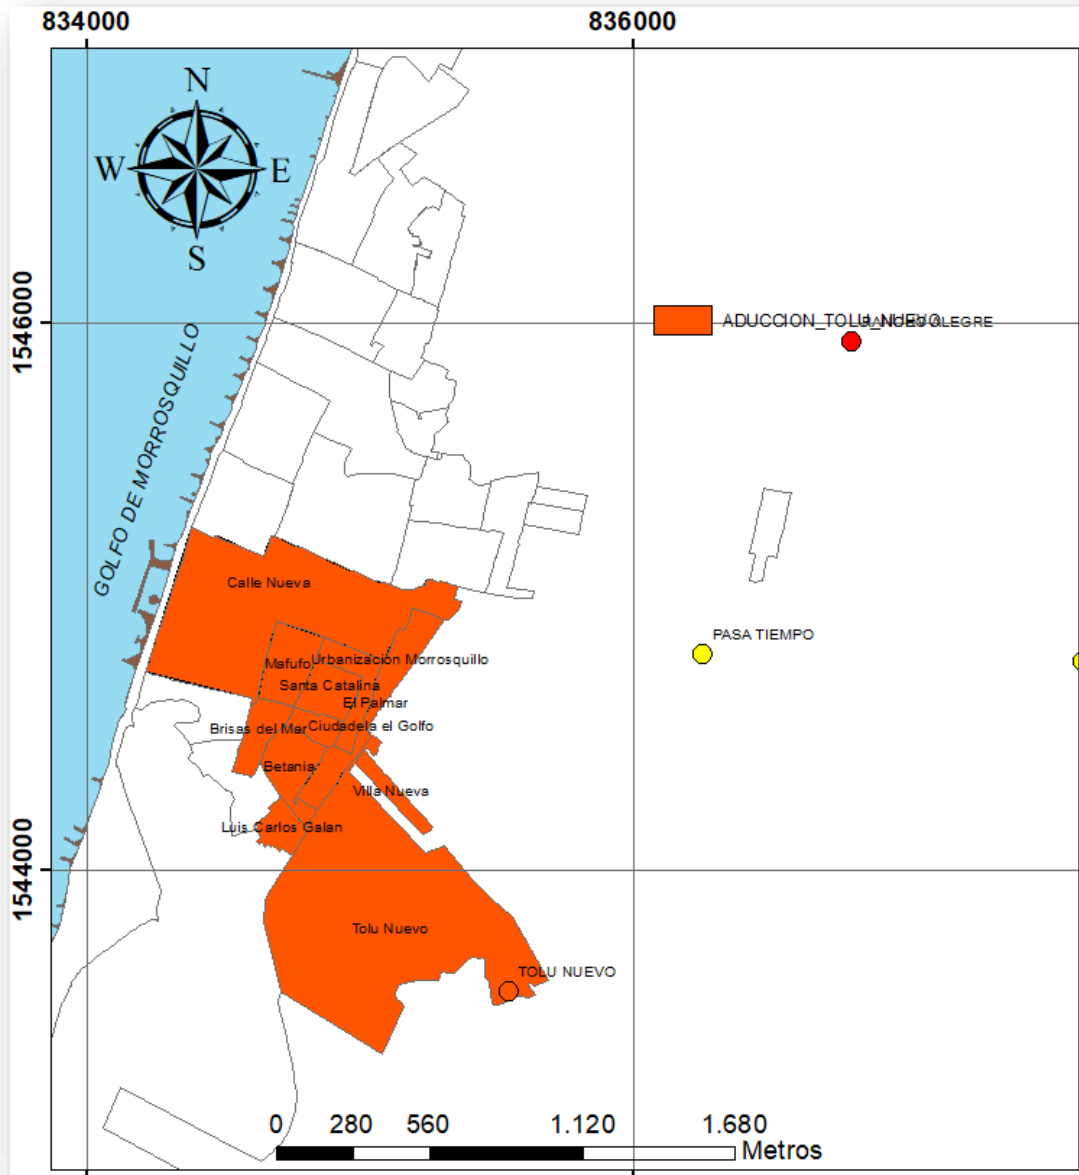 834000
836000
N
W
E
S
1546000
GOLFO DE MORROSQUILLO
ADUCCION_TOLU_NUEVO
ALEGRE
Calle Nueva
PASA TIEMPO
Mafufo
Urbanización Morrosquillo
Santa Catalina
El Palmar
Brisas del Mar
Ciudadela el Golfo
Betania
Villa Nueva
Luis Carlos Galan
1544000
Tolu Nuevo
TOLU NUEVO
0
280
560
1.120
1.680
Metros